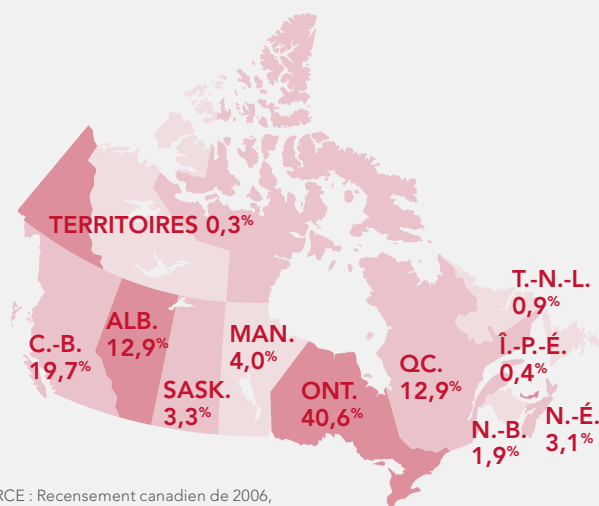 TERRITOIRES 0,3%
C.-B.
19,7%
ALB.
12,9%
SASK.
3,3%
MAN.
4,0%
ONT.
40,6%
QC.
12,9%
T.-N.-L.
0,9%
Î.-P.-É.
0,4%
N.-B.
1,9%
N.-É.
3,1%
RCE : Recensement canadien de 2006,